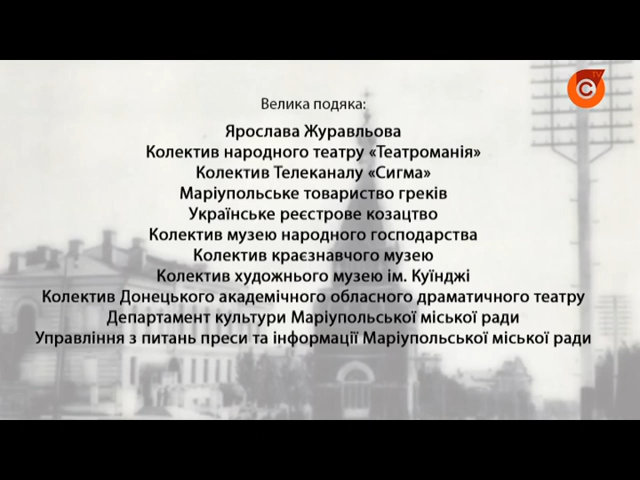 TV
C
Велика подяка:
Ярослава Журавльова
Колектив народного театру «Театроманія»
Колектив Телеканалу «Сигма»
Маріупольське товариство греків
Українське реєстрове козацтво
Колектив музею народного господарства
Колектив краєзнавчого музею
Колектив художнього музею ім. Куїнджі
Колектив Донецького академічного обласного драматичного театру
Департамент культури Маріупольської міської ради
Управління з питань преси та інформації Маріупольської міської ради